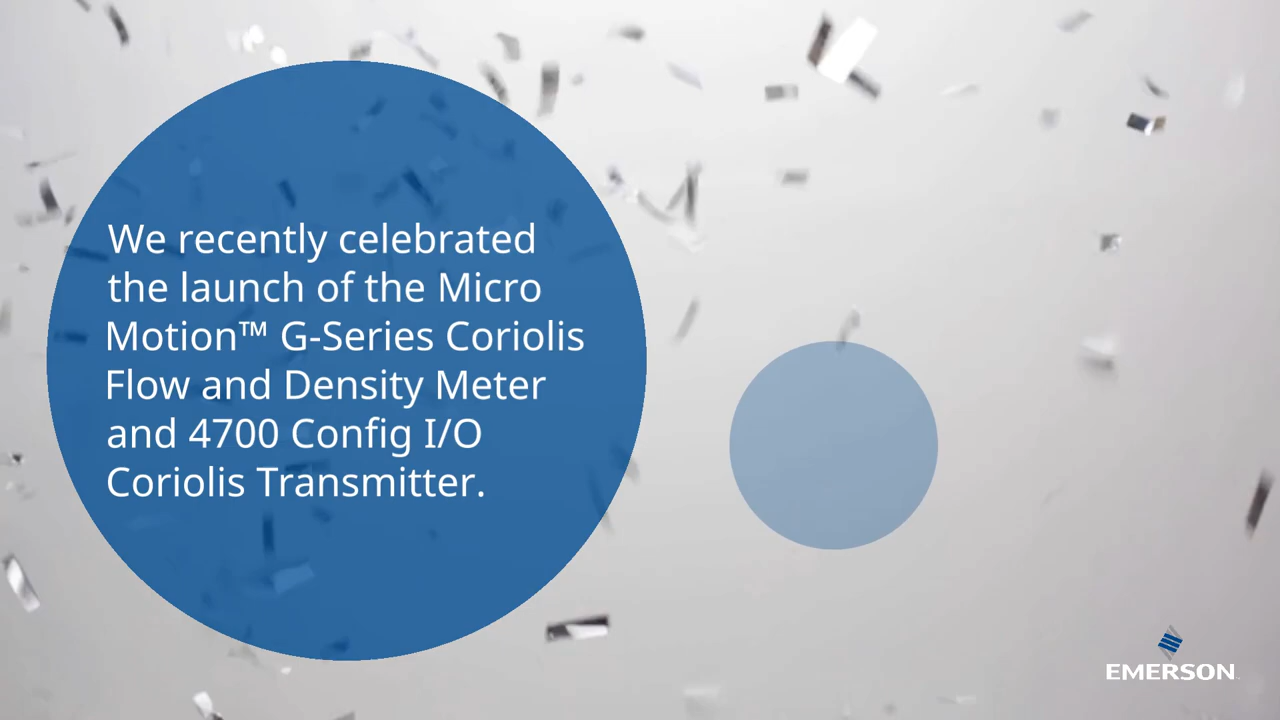 We recently celebrated
the launch of the Micro
Motion™ G-Series Coriolis
Flow and Density Meter
and 4700 Config I/O
Coriolis Transmitter.
EMERSON